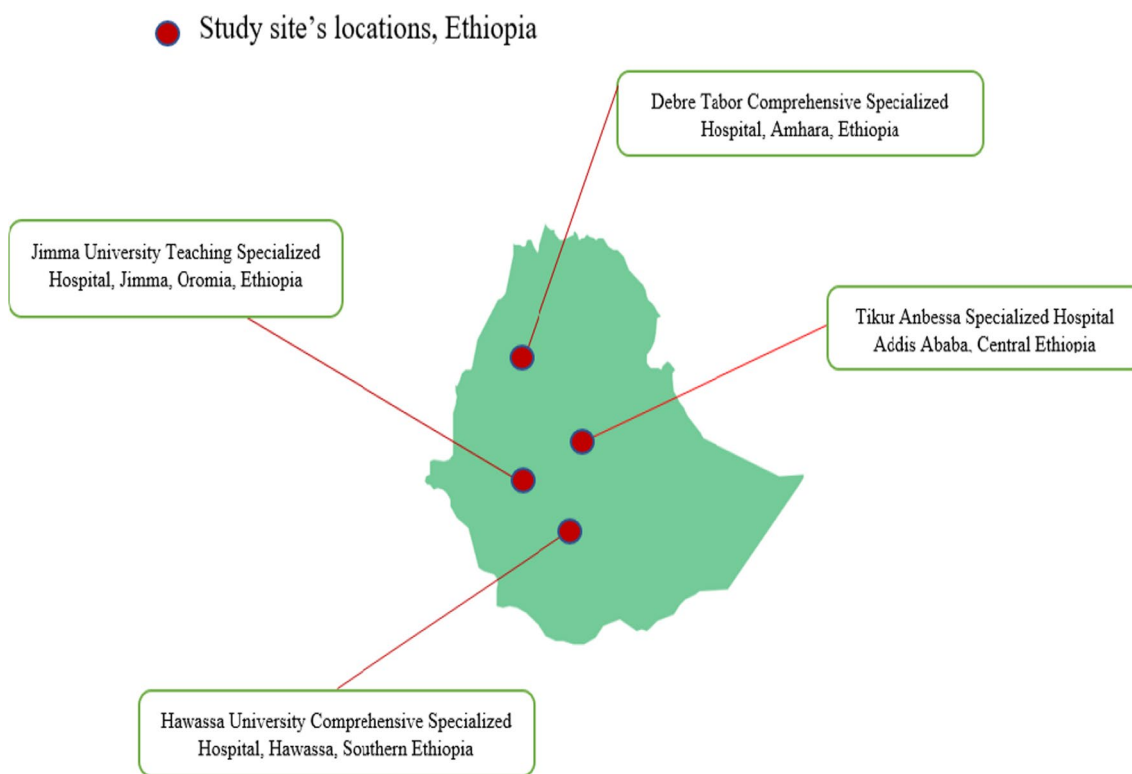 Study site’s locations, Ethiopia
Debre Tabor Comprehensive Specialized
Hospital, Amhara, Ethiopia
Jimma University Teaching Specialized
Hospital, Jimma, Oromia, Ethiopia
Tikur Anbessa Specialized Hospital
Addis Ababa, Central Ethiopia
Hawassa University Comprehensive Specialized
Hospital, Hawassa, Southern Ethiopia